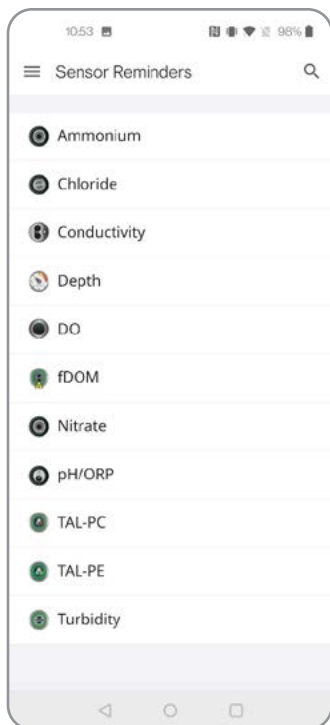 10:53 98%
Sensor Reminders
Ammonium
Chloride
Conductivity
Depth
DO
fDOM
Nitrate
pH/ORP
TAL-PC
TAL-PE
Turbidity